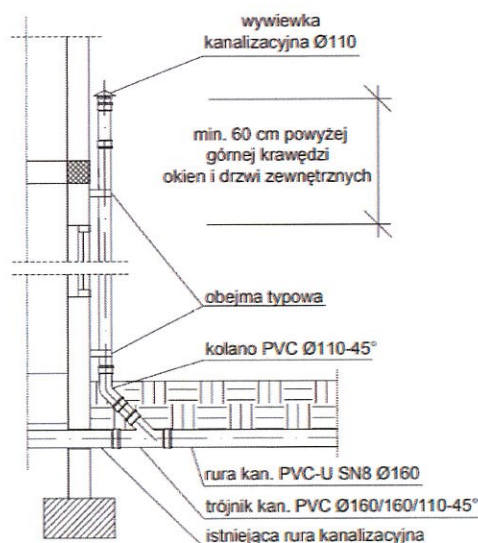 wywiewka
kanalizacyjna Ø110
min. 60 cm powyżej
górnej krawędzi
okien i drzwi zewnętrznych
obejma typowa
kolano PVC Ø110-45°
rura kan. PVC-U SN8 Ø160
trójnik kan. PVC Ø160/160/110-45°
istniejąca rura kanalizacyjna